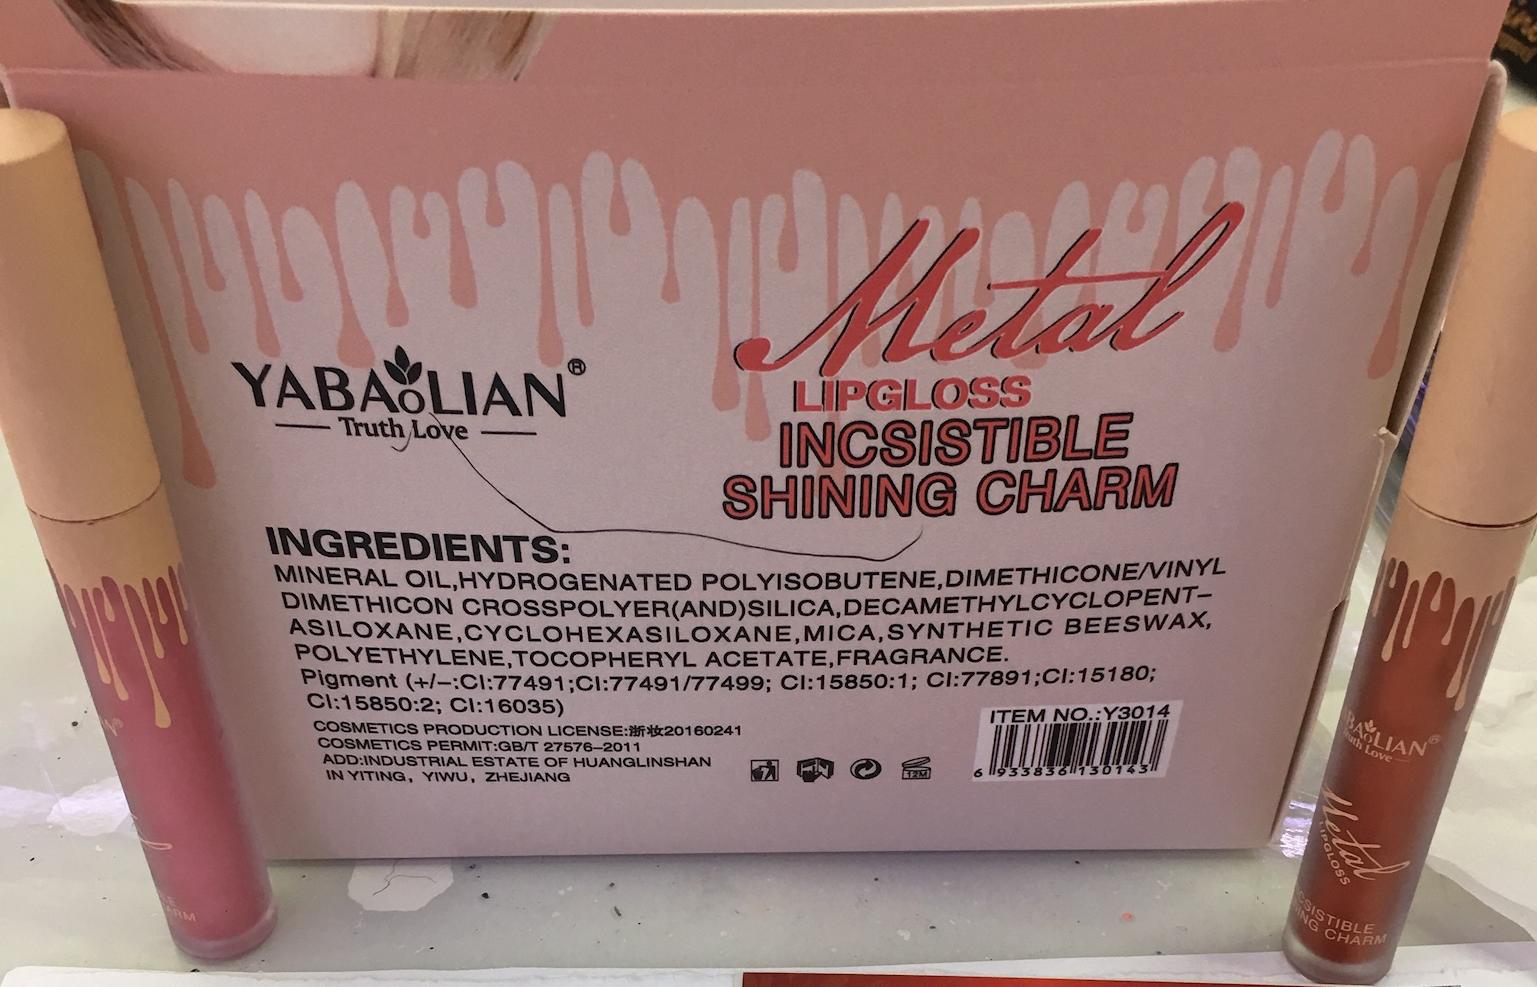 YABAOLIAN®
Truth Love
Metal
LIPGLOSS
INCSISTIBLE
SHINING CHARM
INGREDIENTS:
MINERAL OIL,HYDROGENATED POLYISOBUTENE,DIMETHICONE/VINYL
DIMETHICON CROSSPOLYER(AND)SILICA,DECAMETHYLCYCLOPENT–
ASILOXANE,CYCLOHEXASILOXANE,MICA,SYNTHETIC BEESWAX,
POLYETHYLENE,TOCOPHERYL ACETATE,FRAGRANCE.
Pigment (+/–:CI:77491;CI:77491/77499; CI:15850:1; CI:77891;CI:15180;
CI:15850:2; CI:16035)
COSMETICS PRODUCTION LICENSE:浙妆20160241
COSMETICS PERMIT:GB/T 27576–2011
ADD:INDUSTRIAL ESTATE OF HUANGLINSHAN
IN YITING, YIWU, ZHEJIANG
12M
ITEM NO.:Y3014
6 933836 130143
BAOLIAN®
Truth Love
Metal
LIPGLOSS
CSISTIBLE
NING CHARM
ARM